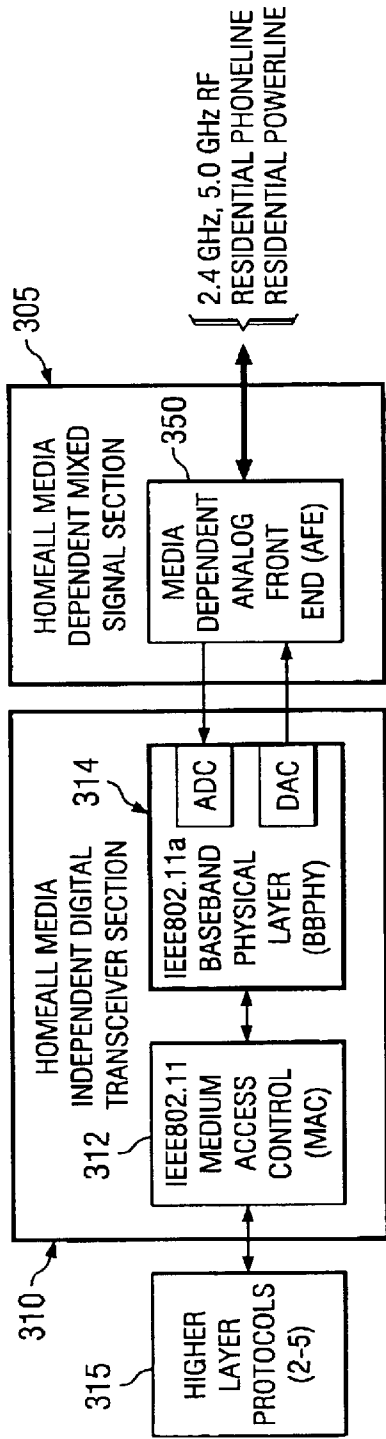 315
HIGHER
LAYER
PROTOCOLS
(2-5)
310
HOMEALL MEDIA
INDEPENDENT DIGITAL
TRANSCEIVER SECTION
312
IEEE802.11
MEDIUM
ACCESS
CONTROL
(MAC)
314
IEEE802.11a
BASEBAND
PHYSICAL
LAYER
(BBPHY)
ADC
DAC
305
HOMEALL MEDIA
DEPENDENT MIXED
SIGNAL SECTION
350
MEDIA
DEPENDENT
ANALOG
FRONT
END (AFE)
2.4 GHz, 5.0 GHz RF
RESIDENTIAL PHONELINE
RESIDENTIAL POWERLINE